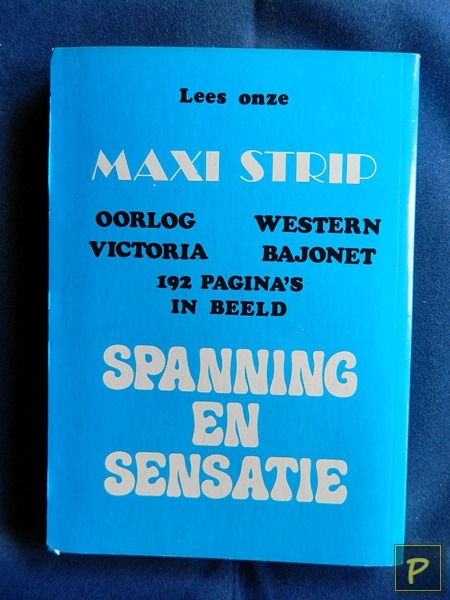 Lees onze
MAXI STRIP
OORLOG WESTERN
VICTORIA BAJONET
192 PAGINA'S
IN BEELD
SPANNING
EN
SENSATIE
P